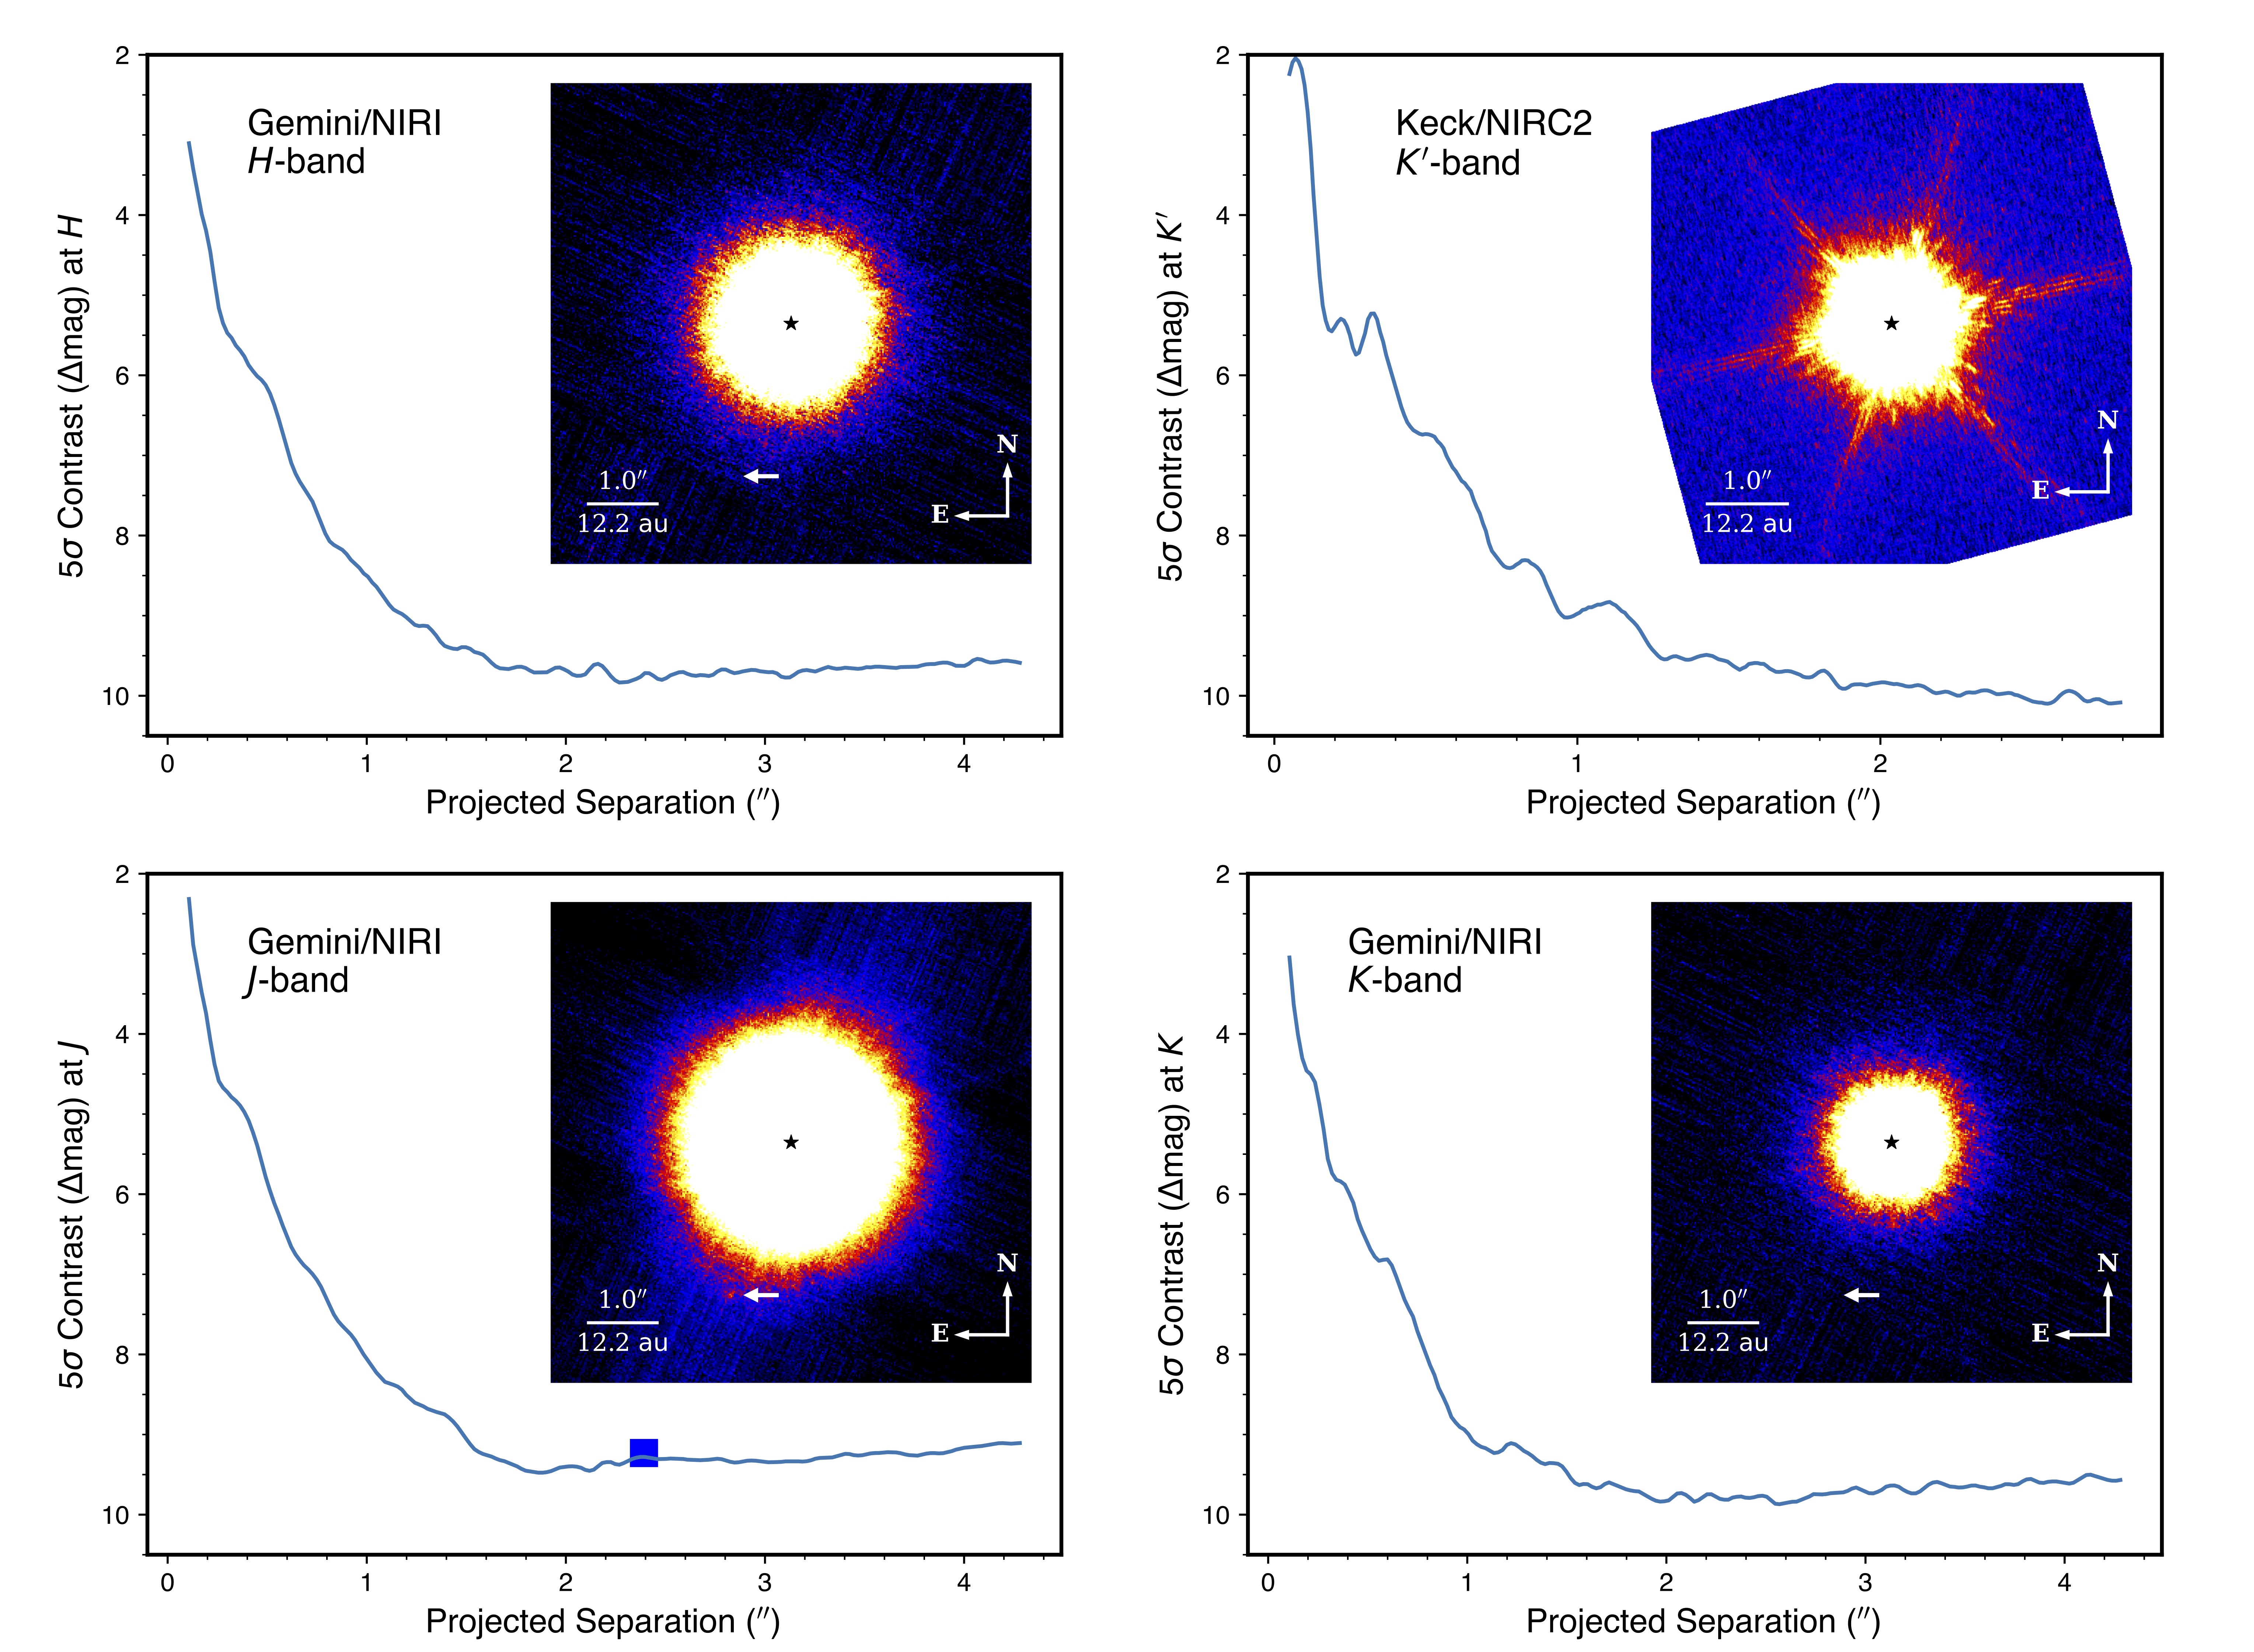 Gemini/NIRI
H-band
5σ Contrast (Δmag) at H
2
4
6
8
10
0 1 2 3 4
Projected Separation (″)
1.0″
12.2 au
N
E
Keck/NIRC2
K′-band
5σ Contrast (Δmag) at K′
2
4
6
8
10
0 1 2
Projected Separation (″)
1.0″
12.2 au
N
E
Gemini/NIRI
J-band
5σ Contrast (Δmag) at J
2
4
6
8
10
0 1 2 3 4
Projected Separation (″)
1.0″
12.2 au
N
E
Gemini/NIRI
K-band
5σ Contrast (Δmag) at K
2
4
6
8
10
0 1 2 3 4
Projected Separation (″)
1.0″
12.2 au
N
E